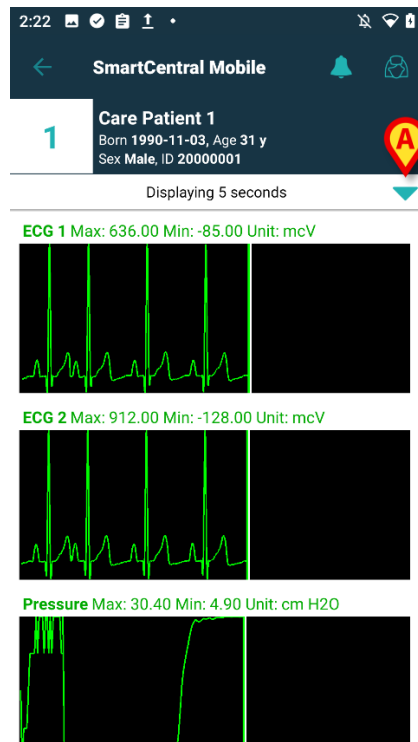 2:22
SmartCentral Mobile
1
Care Patient 1
Born 1990-11-03, Age 31 y
Sex Male, ID 20000001
A
Displaying 5 seconds
ECG 1 Max: 636.00 Min: -85.00 Unit: mcV
ECG 2 Max: 912.00 Min: -128.00 Unit: mcV
Pressure Max: 30.40 Min: 4.90 Unit: cm H2O